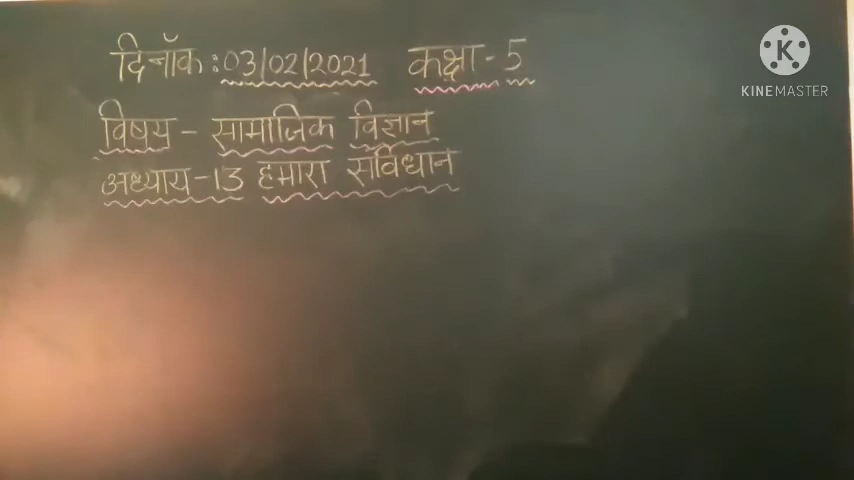 दिनॉक : 03/02/2021 कक्षा - 5
विषय - सामाजिक विज्ञान
अध्याय - 13 हमारा संविधान
K
KINEMASTER